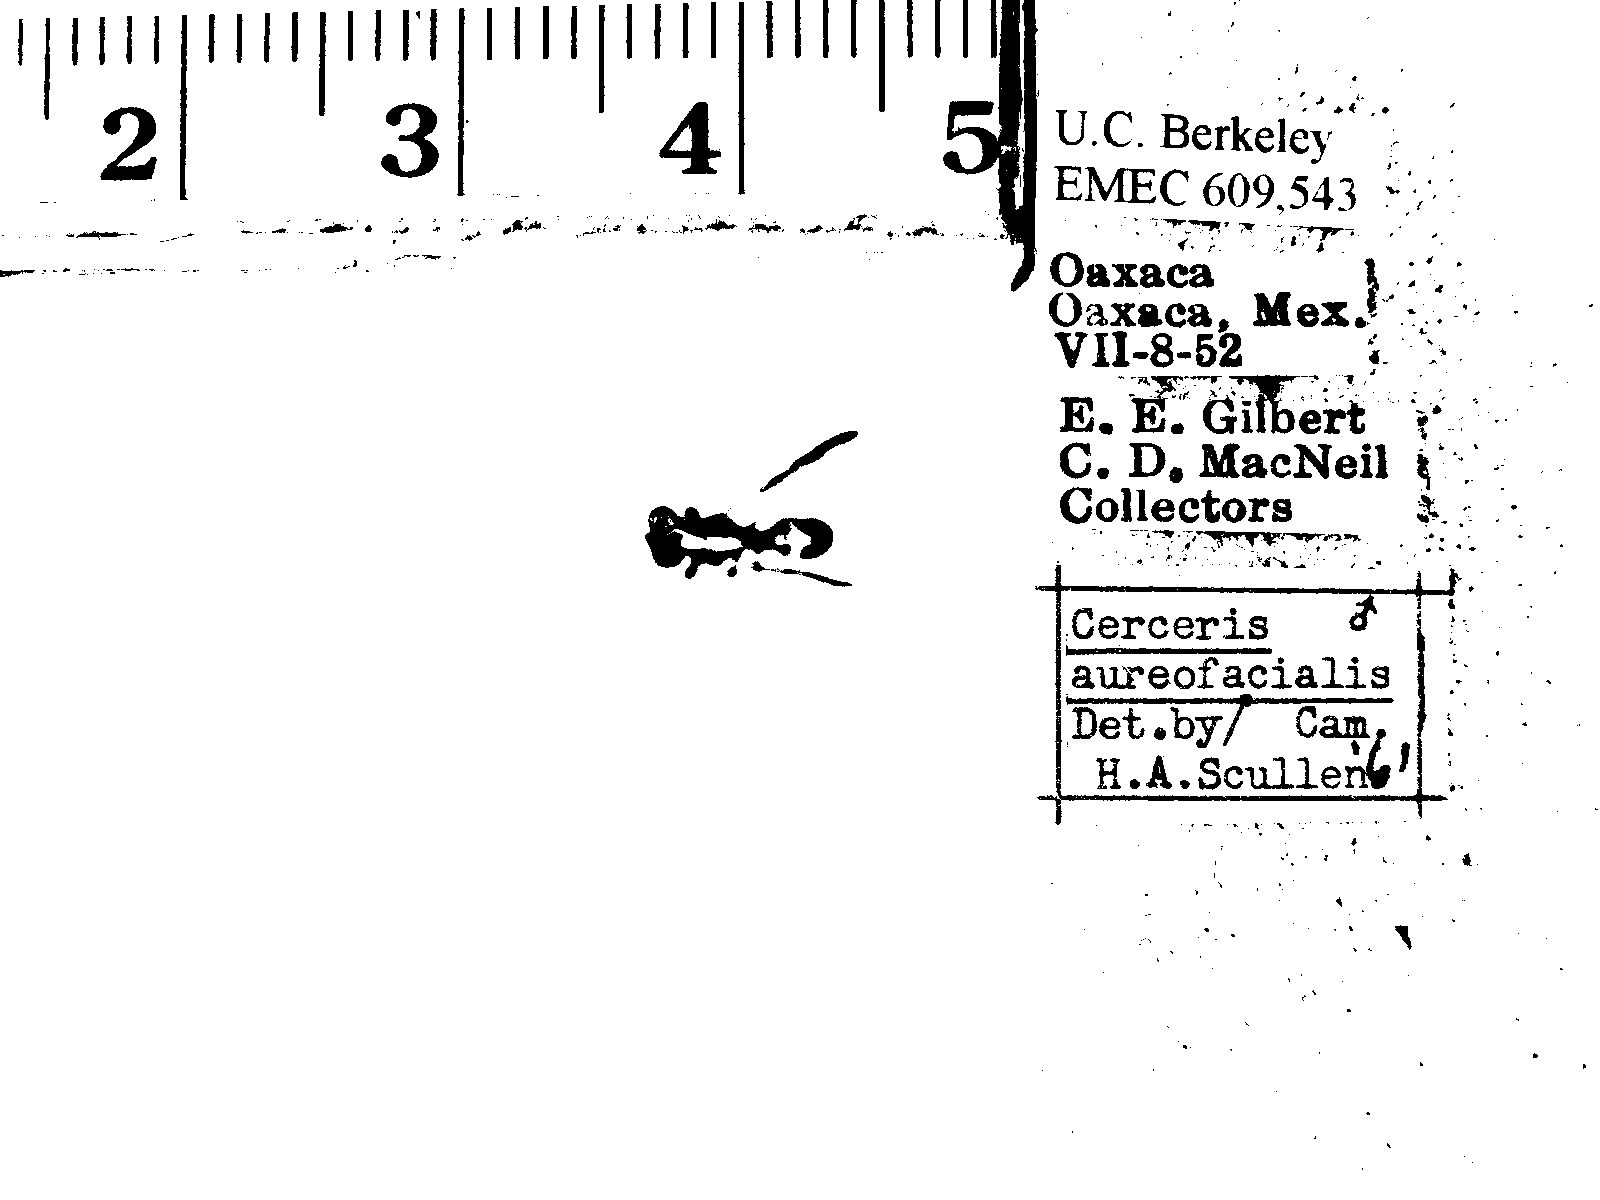 2 3 4 5
U.C. Berkeley
EMEC 609,543
Oaxaca
Oaxaca, Mex.
VII-8-52
E. E. Gilbert
C. D. MacNeil
Collectors
Cerceris ♂
aureofacialis
Det.by/ Cam.
H.A.Scullen '61